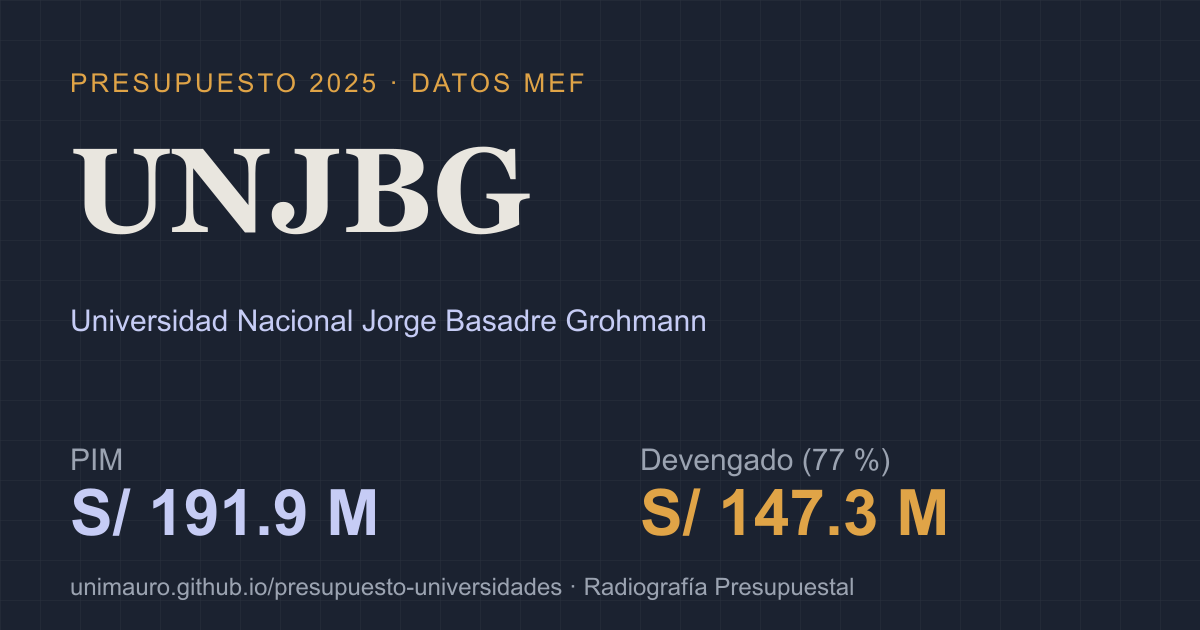 PRESUPUESTO 2025 · DATOS MEF
UNJBG
Universidad Nacional Jorge Basadre Grohmann
PIM
S/ 191.9 M
Devengado (77 %)
S/ 147.3 M
unimauro.github.io/presupuesto-universidades · Radiografía Presupuestal